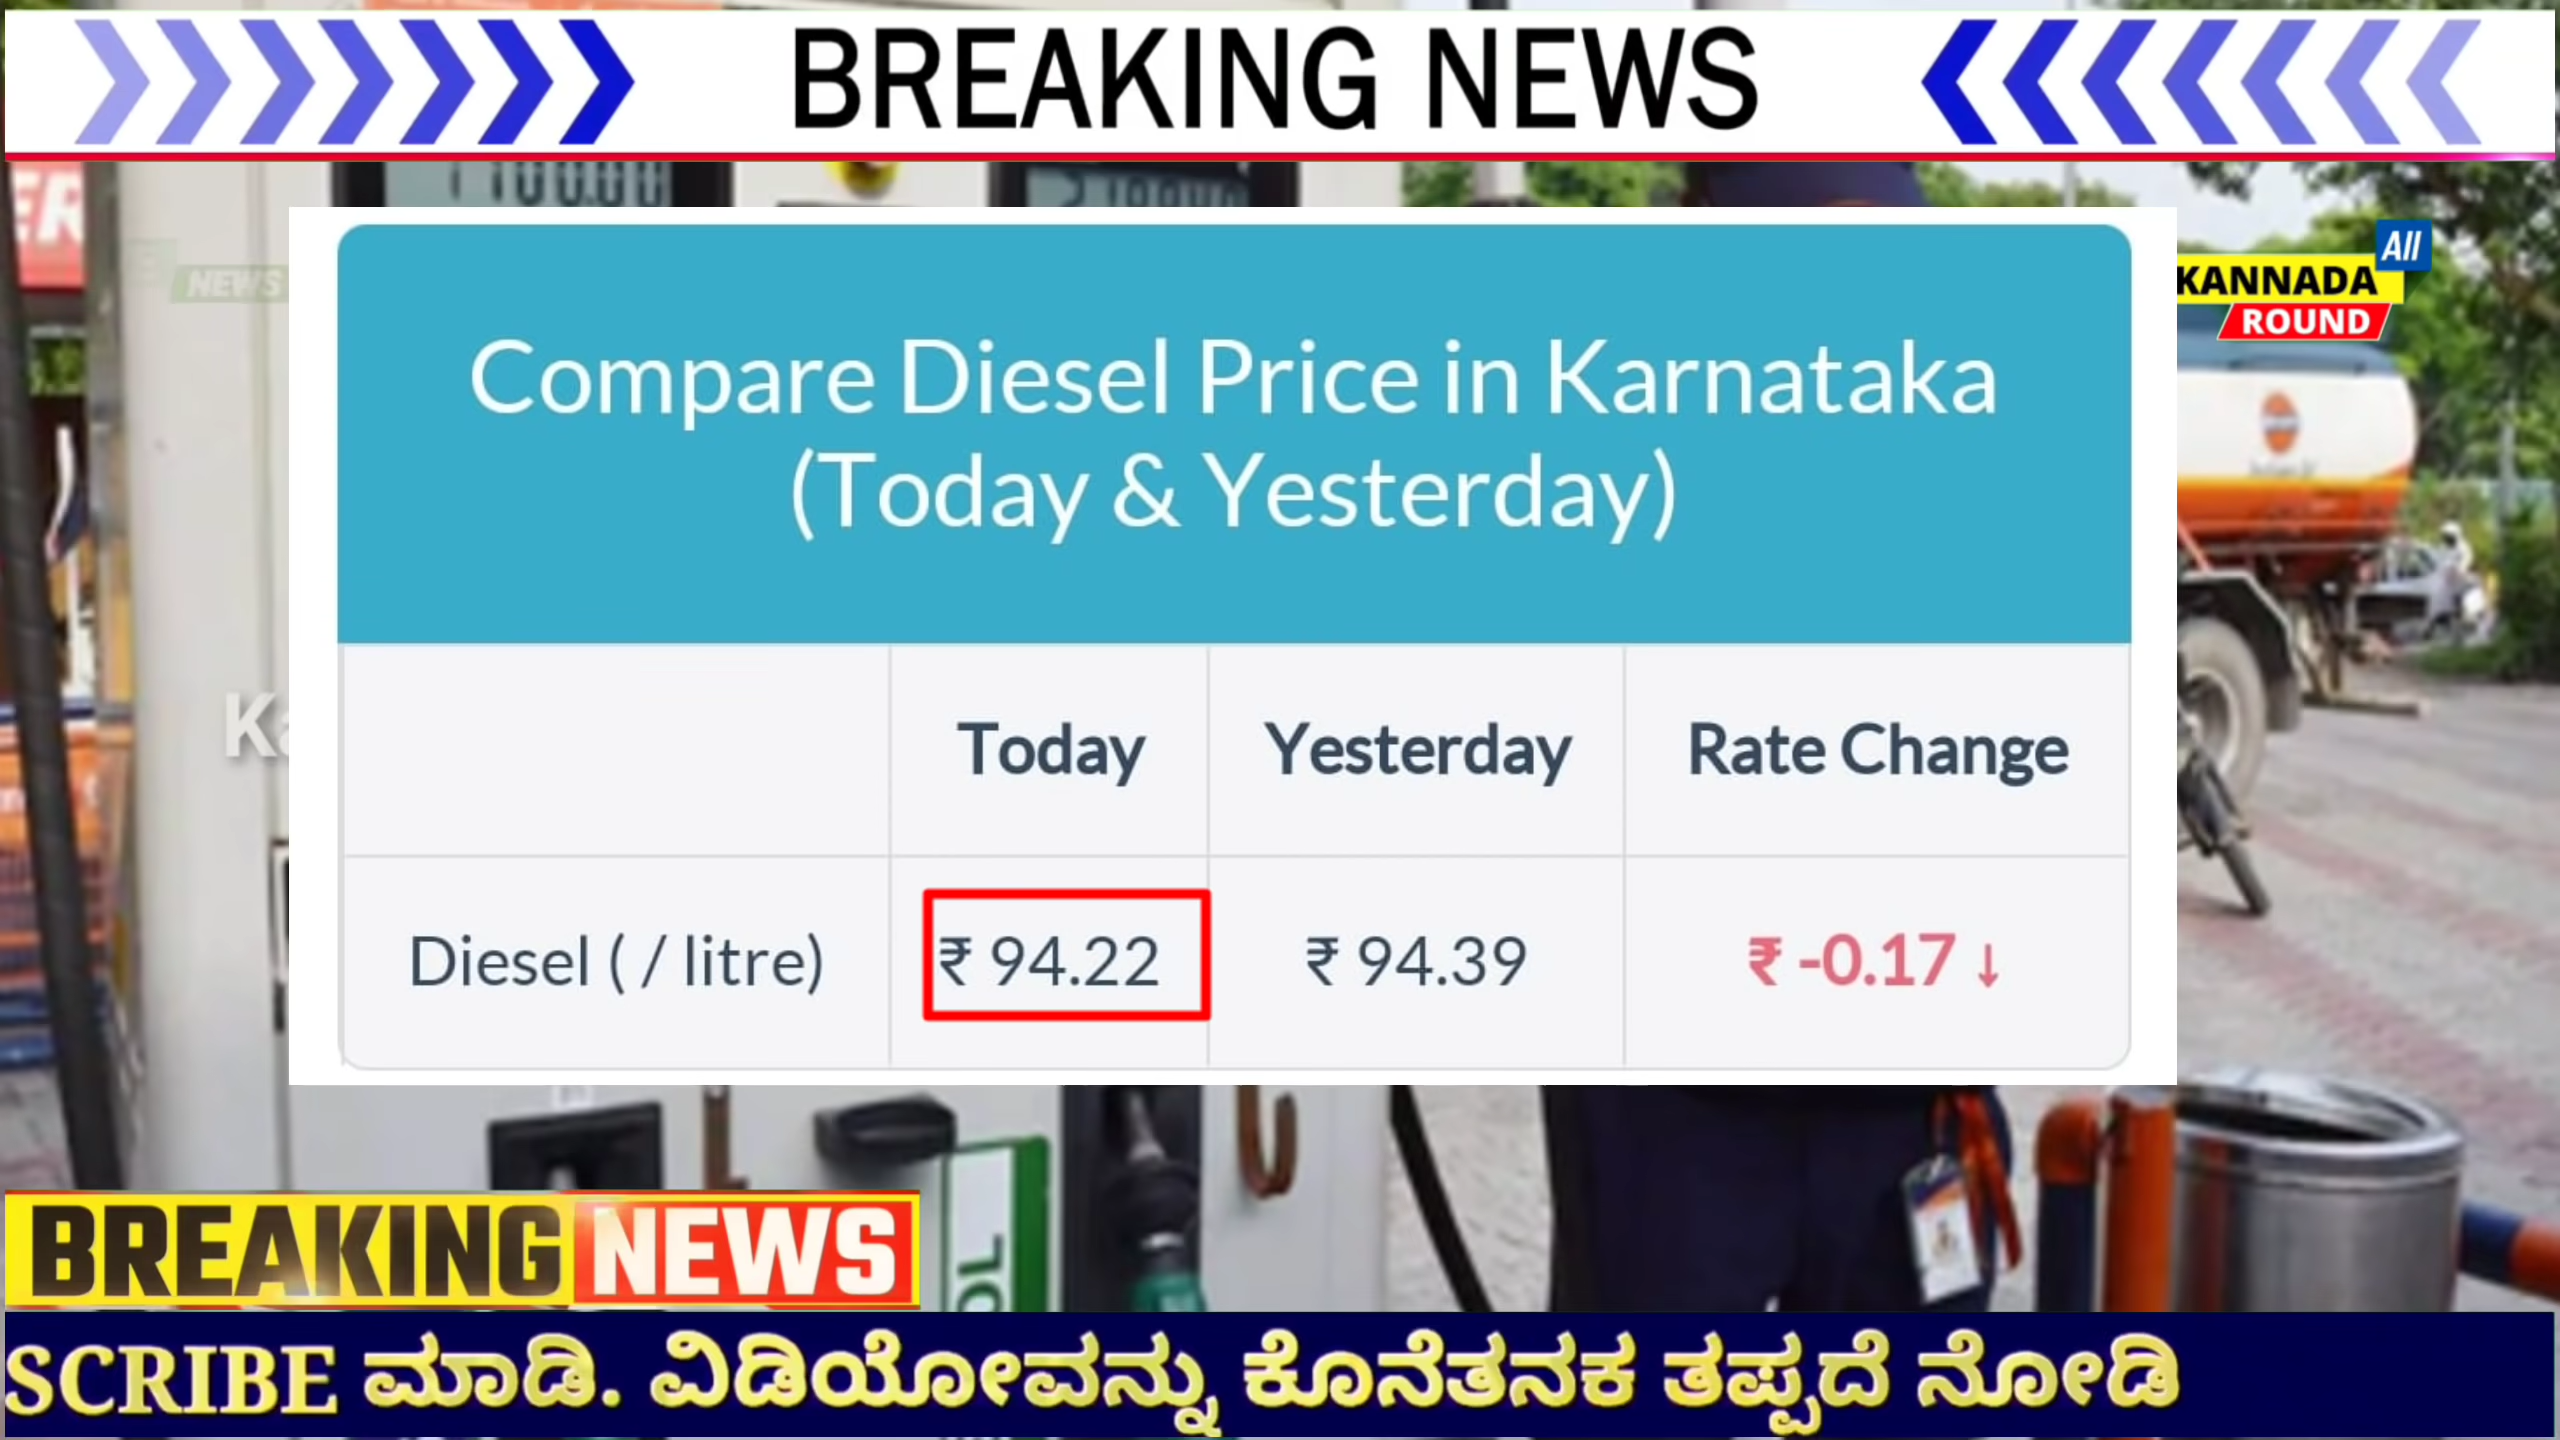 BREAKING NEWS
NEWS
All
KANNADA
ROUND
Compare Diesel Price in Karnataka
(Today & Yesterday)
Today Yesterday Rate Change
Diesel ( / litre) ₹ 94.22 ₹ 94.39 ₹ -0.17 ↓
BREAKING NEWS
SCRIBE ಮಾಡಿ. ವಿಡಿಯೋವನ್ನು ಕೊನೆತನಕ ತಪ್ಪದೆ ನೋಡಿ